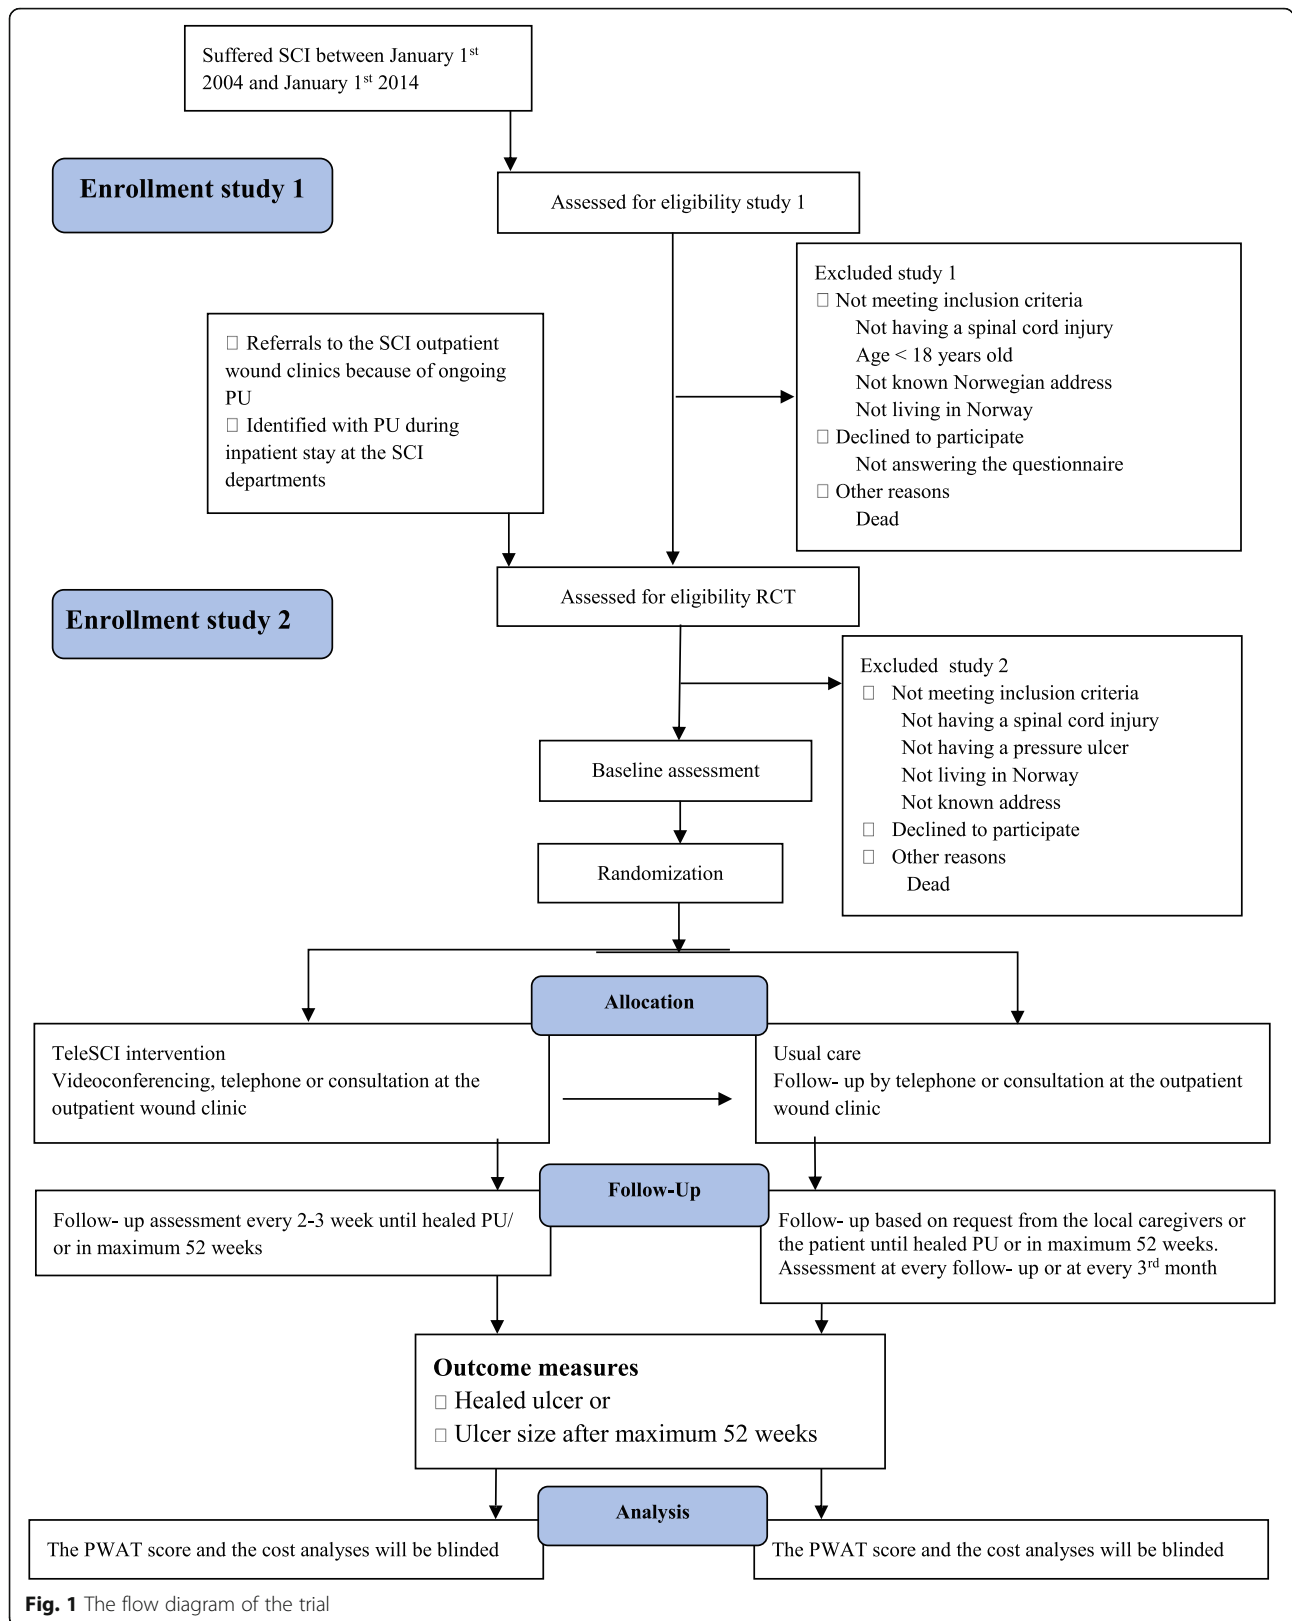 Suffered SCI between January 1st
2004 and January 1st 2014
Enrollment study 1
Assessed for eligibility study 1
Excluded study 1
□ Not meeting inclusion criteria
Not having a spinal cord injury
Age < 18 years old
Not known Norwegian address
Not living in Norway
□ Declined to participate
Not answering the questionnaire
□ Other reasons
Dead
□ Referrals to the SCI outpatient
wound clinics because of ongoing
PU
□ Identified with PU during
inpatient stay at the SCI
departments
Assessed for eligibility RCT
Enrollment study 2
Excluded study 2
□ Not meeting inclusion criteria
Not having a spinal cord injury
Not having a pressure ulcer
Not living in Norway
Not known address
□ Declined to participate
□ Other reasons
Dead
Baseline assessment
Randomization
Allocation
TeleSCI intervention
Videoconferencing, telephone or consultation at the
outpatient wound clinic
Usual care
Follow- up by telephone or consultation at the outpatient
wound clinic
Follow-Up
Follow- up assessment every 2-3 week until healed PU/
or in maximum 52 weeks
Follow- up based on request from the local caregivers or
the patient until healed PU or in maximum 52 weeks.
Assessment at every follow- up or at every 3rd month
Outcome measures
□ Healed ulcer or
□ Ulcer size after maximum 52 weeks
Analysis
The PWAT score and the cost analyses will be blinded
The PWAT score and the cost analyses will be blinded
Fig. 1 The flow diagram of the trial